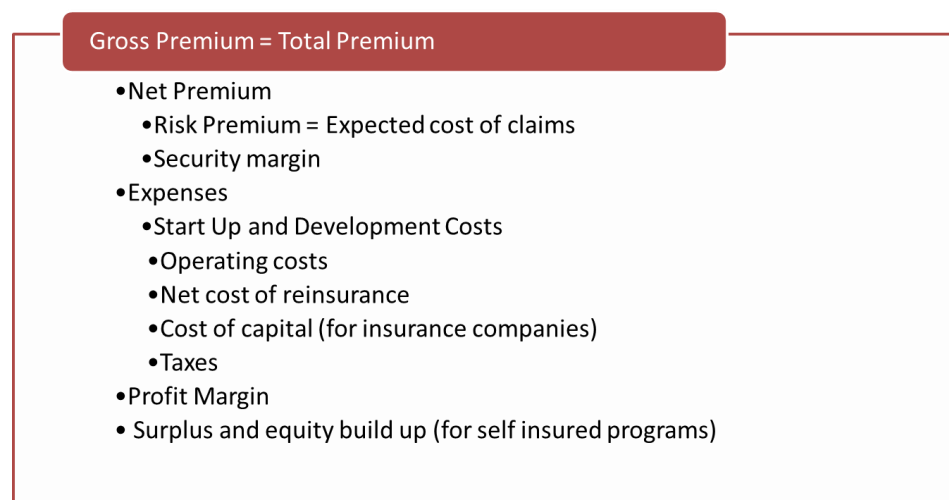 Gross Premium = Total Premium
•Net Premium
•Risk Premium = Expected cost of claims
•Security margin
•Expenses
•Start Up and Development Costs
•Operating costs
•Net cost of reinsurance
•Cost of capital (for insurance companies)
•Taxes
•Profit Margin
• Surplus and equity build up (for self insured programs)